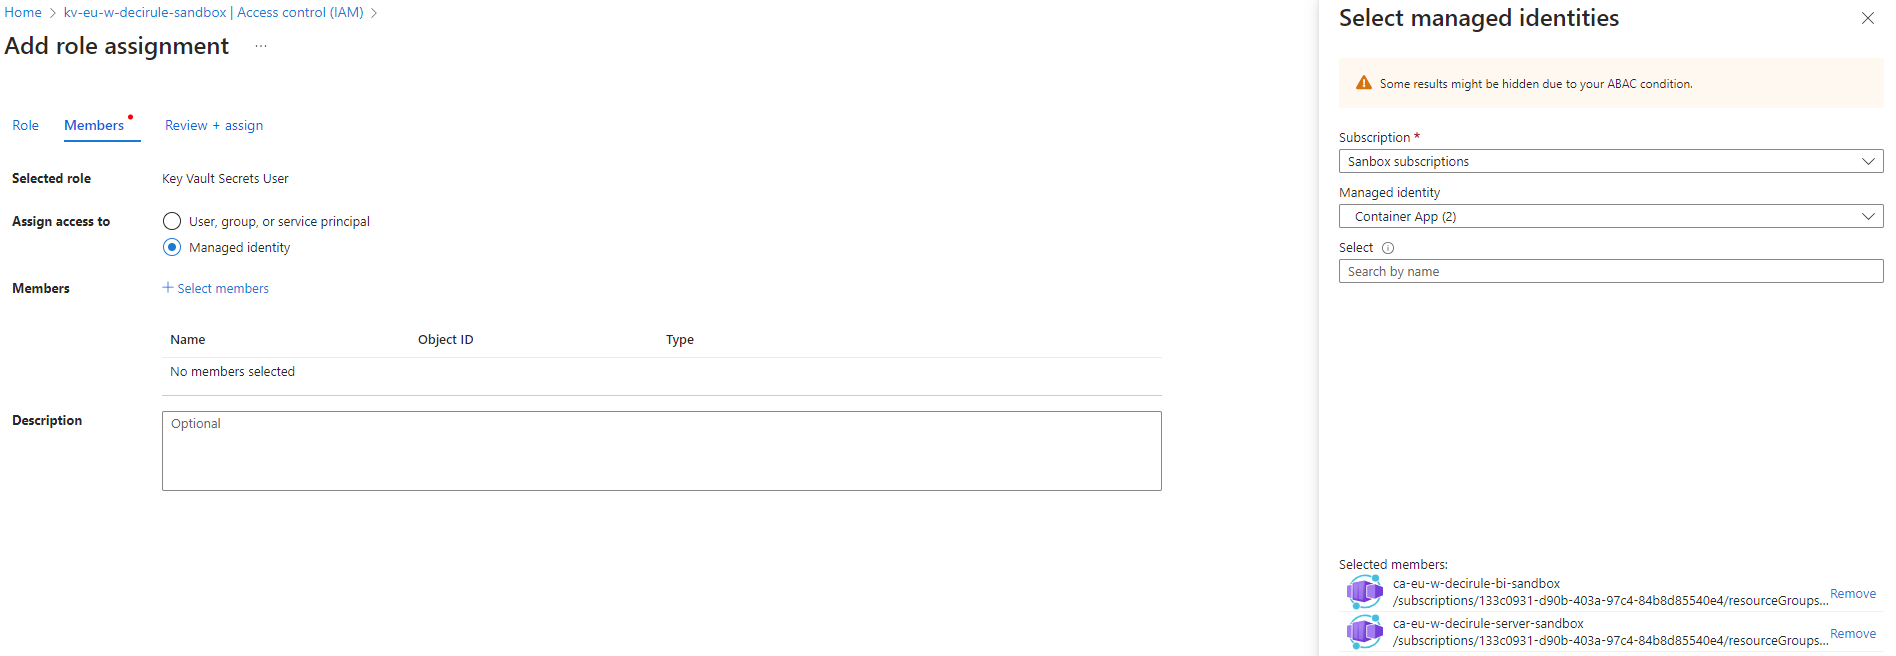 Home > kv-eu-w-decirule-sandbox | Access control (IAM) >
Add role assignment ...
Role Members Review + assign
Selected role Key Vault Secrets User
Assign access to User, group, or service principal
Managed identity
Members + Select members
Name Object ID Type
No members selected
Description Optional
Select managed identities
Some results might be hidden due to your ABAC condition.
Subscription *
Sanbox subscriptions
Managed identity
Container App (2)
Select
Search by name
Selected members:
ca-eu-w-decirule-bi-sandbox
/subscriptions/133c0931-d90b-403a-97c4-84b8d85540e4/resourceGroups... Remove
ca-eu-w-decirule-server-sandbox
/subscriptions/133c0931-d90b-403a-97c4-84b8d85540e4/resourceGroups... Remove